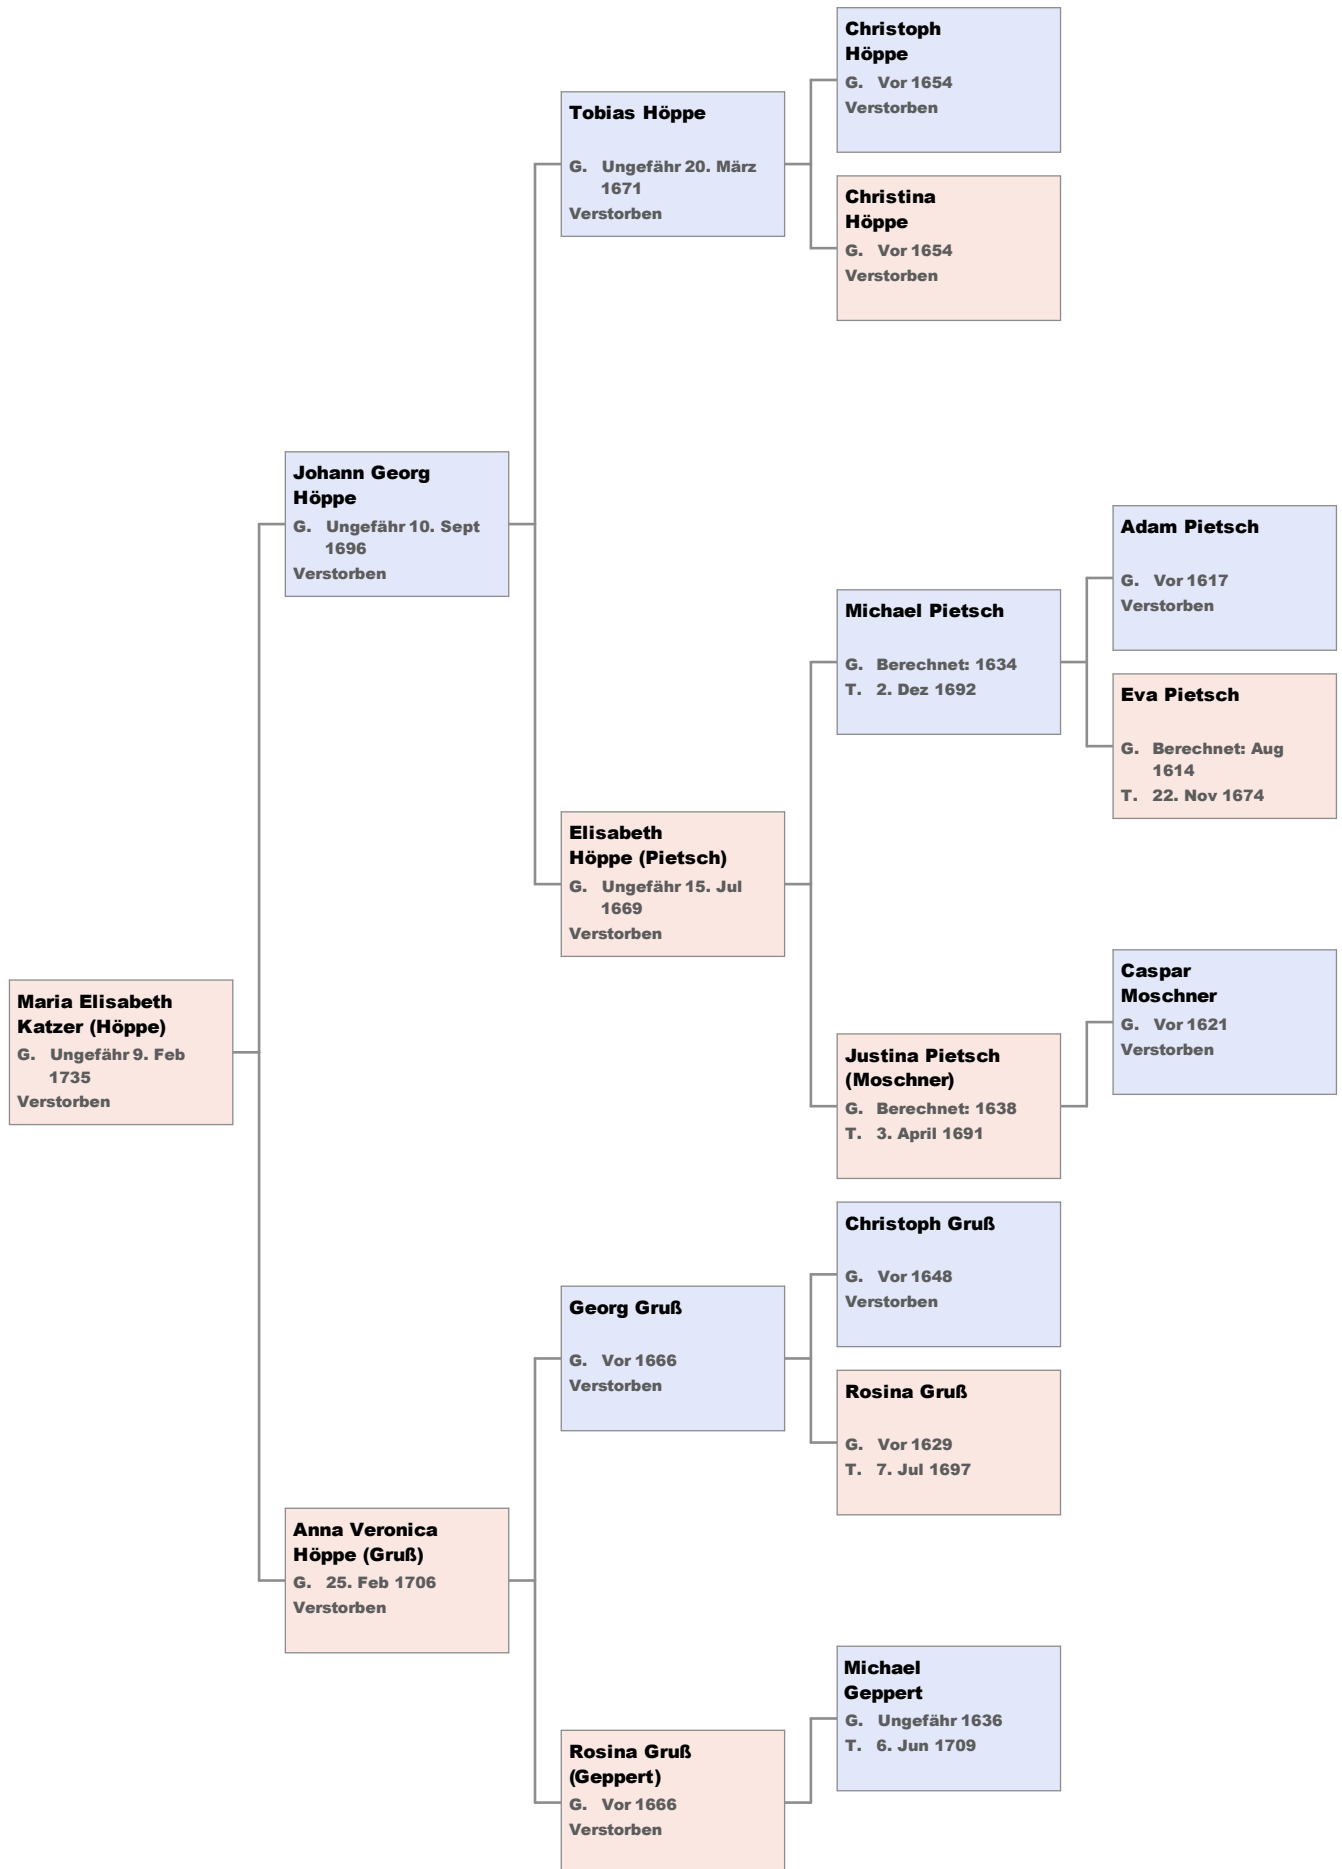 Christoph
Höppe
G. Vor 1654
Verstorben
Tobias Höppe
G. Ungefähr 20. März
1671
Verstorben
Christina
Höppe
G. Vor 1654
Verstorben
Johann Georg
Höppe
G. Ungefähr 10. Sept
1696
Verstorben
Adam Pietsch
G. Vor 1617
Verstorben
Michael Pietsch
G. Berechnet: 1634
T. 2. Dez 1692
Eva Pietsch
G. Berechnet: Aug
1614
T. 22. Nov 1674
Elisabeth
Höppe (Pietsch)
G. Ungefähr 15. Jul
1669
Verstorben
Maria Elisabeth
Katzer (Höppe)
G. Ungefähr 9. Feb
1735
Verstorben
Caspar
Moschner
G. Vor 1621
Verstorben
Justina Pietsch
(Moschner)
G. Berechnet: 1638
T. 3. April 1691
Christoph Gruß
G. Vor 1648
Verstorben
Georg Gruß
G. Vor 1666
Verstorben
Rosina Gruß
G. Vor 1629
T. 7. Jul 1697
Anna Veronica
Höppe (Gruß)
G. 25. Feb 1706
Verstorben
Michael
Geppert
G. Ungefähr 1636
T. 6. Jun 1709
Rosina Gruß
(Geppert)
G. Vor 1666
Verstorben